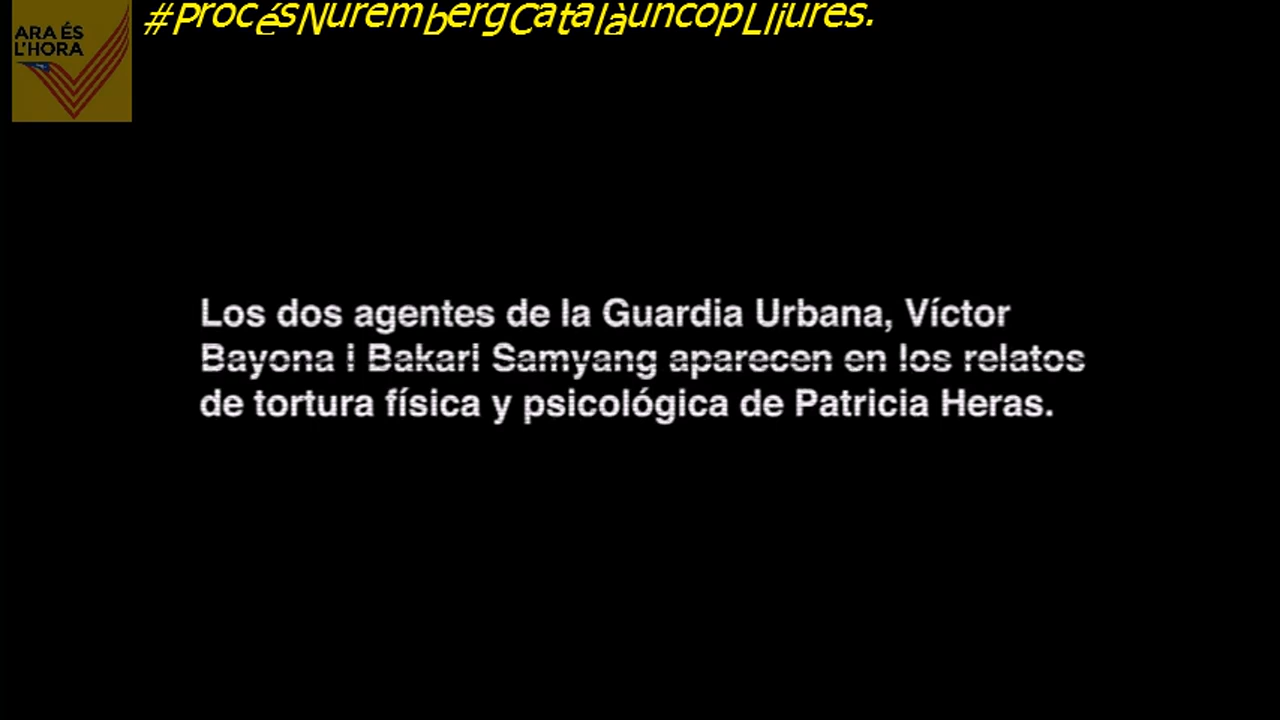 #ProcésNurembergCatalàuncopLliures.
ARA ÉS
L'HORA
Los dos agentes de la Guardia Urbana, Víctor
Bayona i Bakari Samyang aparecen en los relatos
de tortura física y psicológica de Patricia Heras.